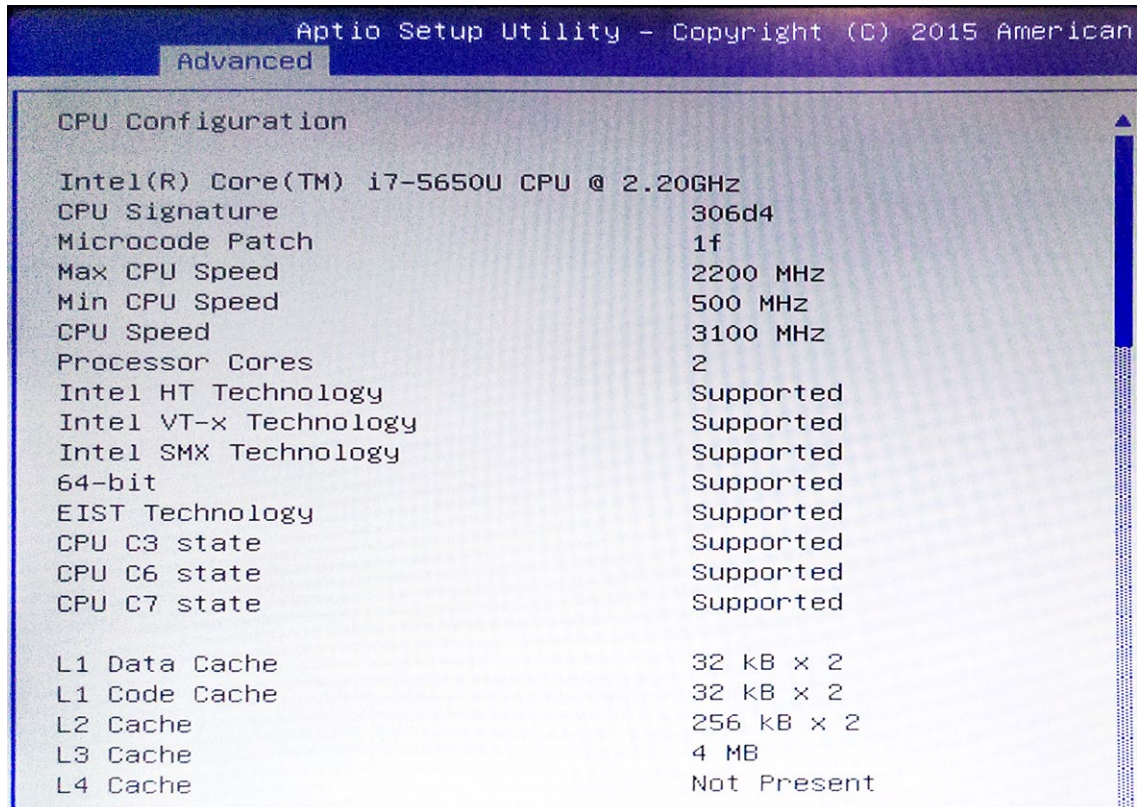 Aptio Setup Utility – Copyright (C) 2015 American
Advanced
CPU Configuration
Intel(R) Core(TM) i7-5650U CPU @ 2.20GHz
CPU Signature 306d4
Microcode Patch 1f
Max CPU Speed 2200 MHz
Min CPU Speed 500 MHz
CPU Speed 3100 MHz
Processor Cores 2
Intel HT Technology Supported
Intel VT-x Technology Supported
Intel SMX Technology Supported
64-bit Supported
EIST Technology Supported
CPU C3 state Supported
CPU C6 state Supported
CPU C7 state Supported
L1 Data Cache 32 kB x 2
L1 Code Cache 32 kB x 2
L2 Cache 256 kB x 2
L3 Cache 4 MB
L4 Cache Not Present